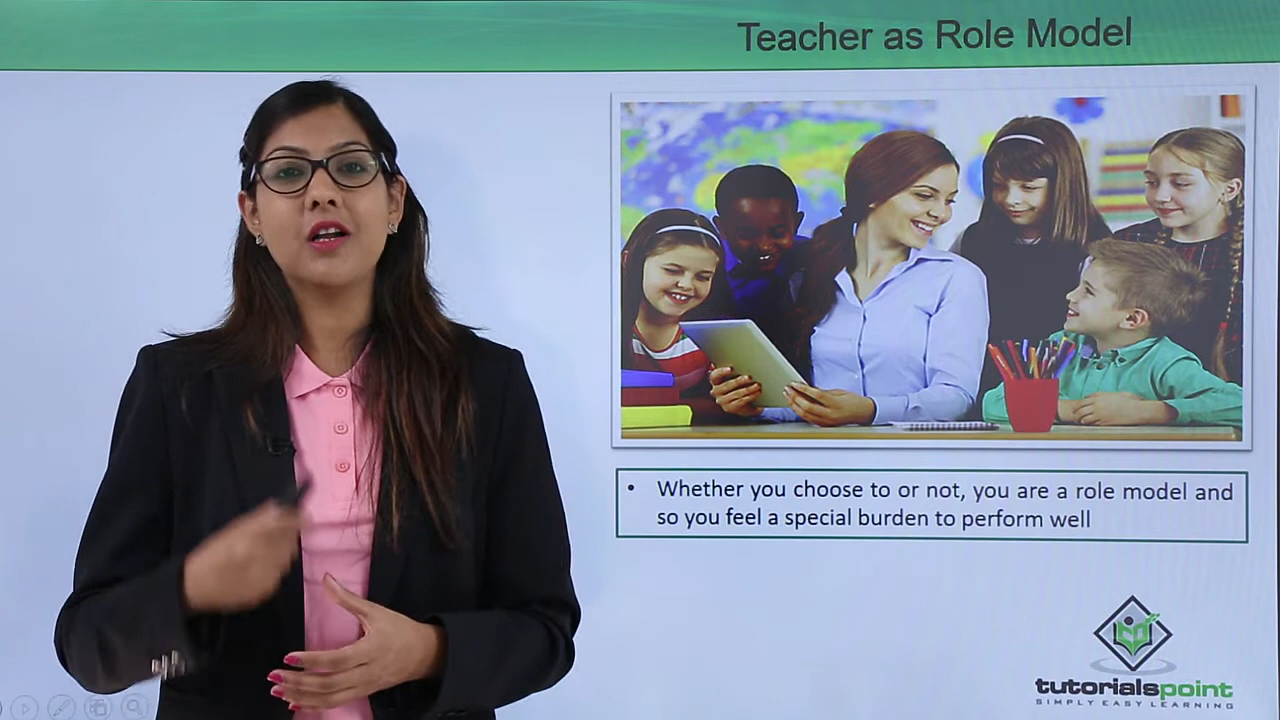 Teacher as Role Model
• Whether you choose to or not, you are a role model and
so you feel a special burden to perform well
tutorialspoint
SIMPLY EASY LEARNING